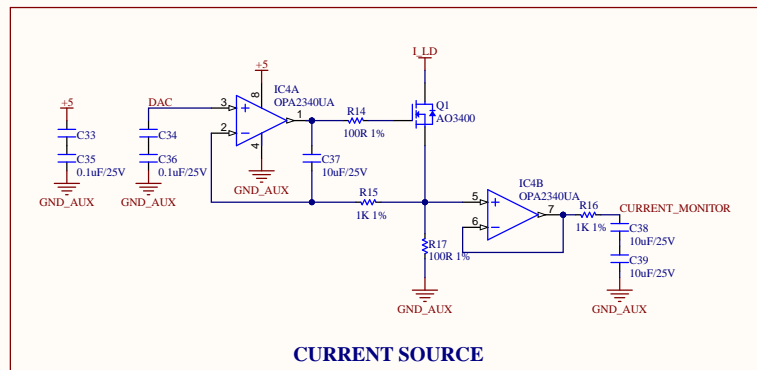 I_LD
+5
IC4A
OPA2340UA
+5
DAC
3
8
1
2
4
R14
100R 1%
Q1
AO3400
C33
C35
0.1uF/25V
GND_AUX
C34
C36
0.1uF/25V
GND_AUX
GND_AUX
C37
10uF/25V
R15
1K 1%
IC4B
OPA2340UA
5
6
7
R16
1K 1%
CURRENT_MONITOR
C38
10uF/25V
C39
10uF/25V
GND_AUX
R17
100R 1%
GND_AUX
CURRENT SOURCE